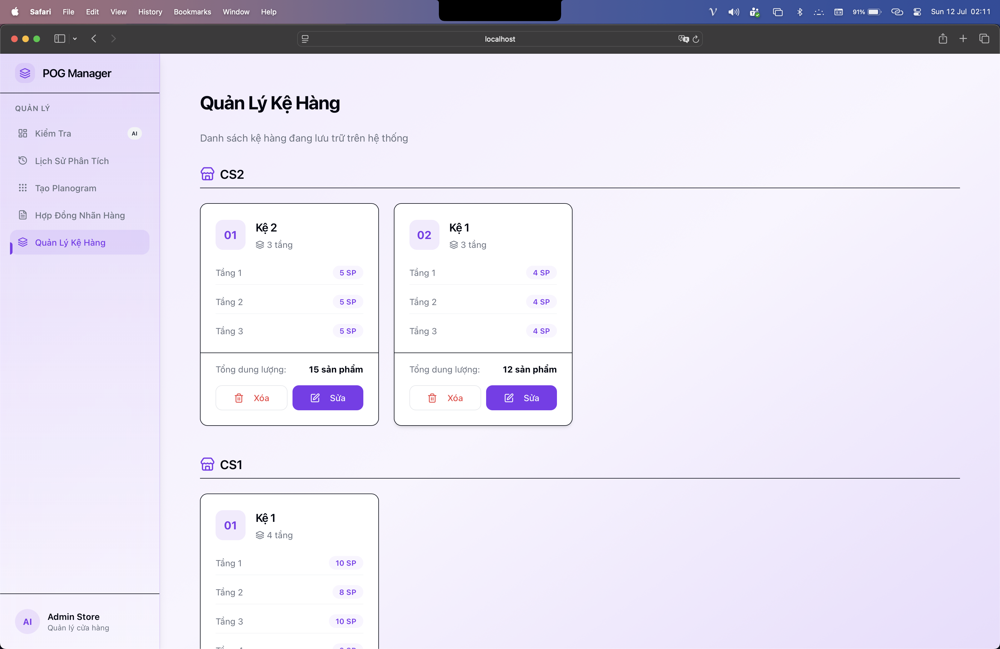 Safari File Edit View History Bookmarks Window Help
91% Sun 12 Jul 02:11
localhost
POG Manager
QUẢN LÝ
Kiểm Tra AI
Lịch Sử Phân Tích
Tạo Planogram
Hợp Đồng Nhãn Hàng
Quản Lý Kệ Hàng
AI
Admin Store
Quản lý cửa hàng
Quản Lý Kệ Hàng
Danh sách kệ hàng đang lưu trữ trên hệ thống
CS2
01
Kệ 2
3 tầng
Tầng 1 5 SP
Tầng 2 5 SP
Tầng 3 5 SP
Tổng dung lượng: 15 sản phẩm
Xóa Sửa
02
Kệ 1
3 tầng
Tầng 1 4 SP
Tầng 2 4 SP
Tầng 3 4 SP
Tổng dung lượng: 12 sản phẩm
Xóa Sửa
CS1
01
Kệ 1
4 tầng
Tầng 1 10 SP
Tầng 2 8 SP
Tầng 3 10 SP